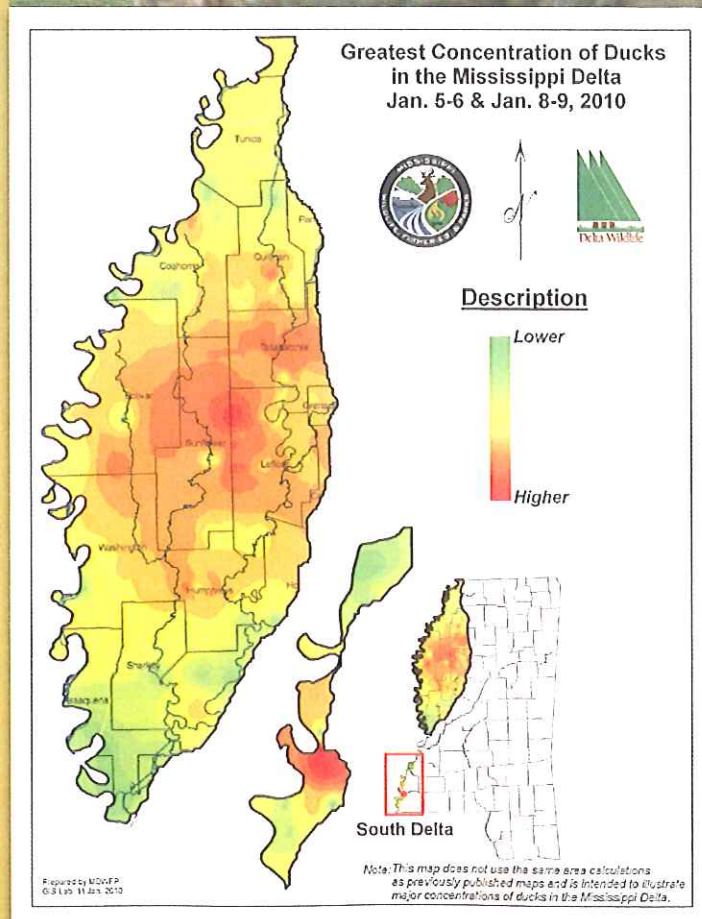 Greatest Concentration of Ducks
in the Mississippi Delta
Jan. 5-6 & Jan. 8-9, 2010
MISSISSIPPI
Delta Wildlife
Description
Lower
Higher
Tunica
Coahoma
Quitman
Tallahatchie
Bolivar
Sunflower
Leflore
Washington
Humphreys
Sharkey
Issaquena
South Delta
Prepared by MDWFP
GIS Lab 11 Jan. 2010
Note: This map does not use the same area calculations
as previously published maps and is intended to illustrate
major concentrations of ducks in the Mississippi Delta.